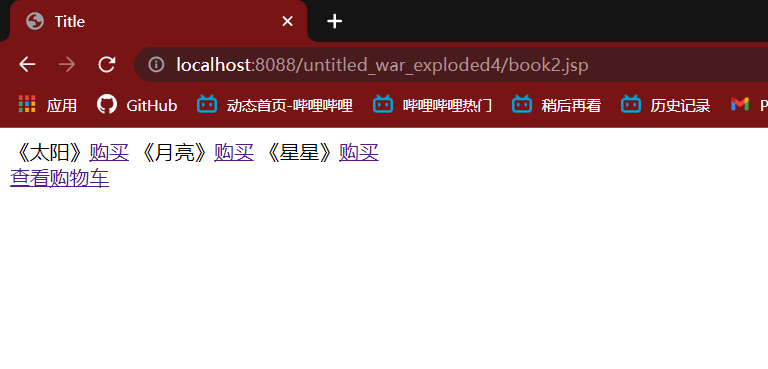 Title
localhost:8088/untitled_war_exploded4/book2.jsp
应用 GitHub 动态首页-哔哩哔哩 哔哩哔哩热门 稍后再看 历史记录 P
《太阳》购买 《月亮》购买 《星星》购买
查看购物车